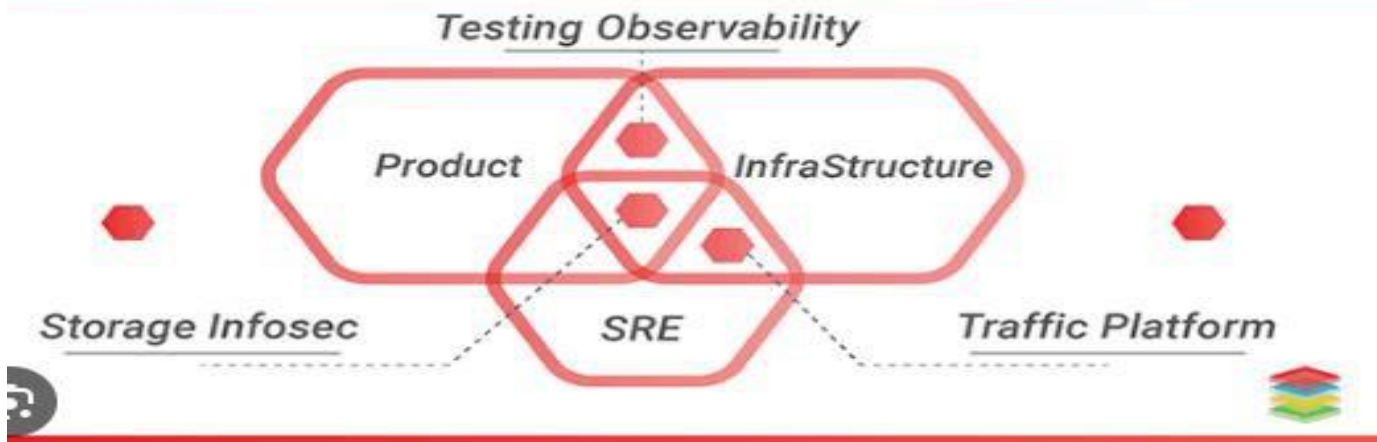 Testing Observability
Product
InfraStructure
Storage Infosec
SRE
Traffic Platform